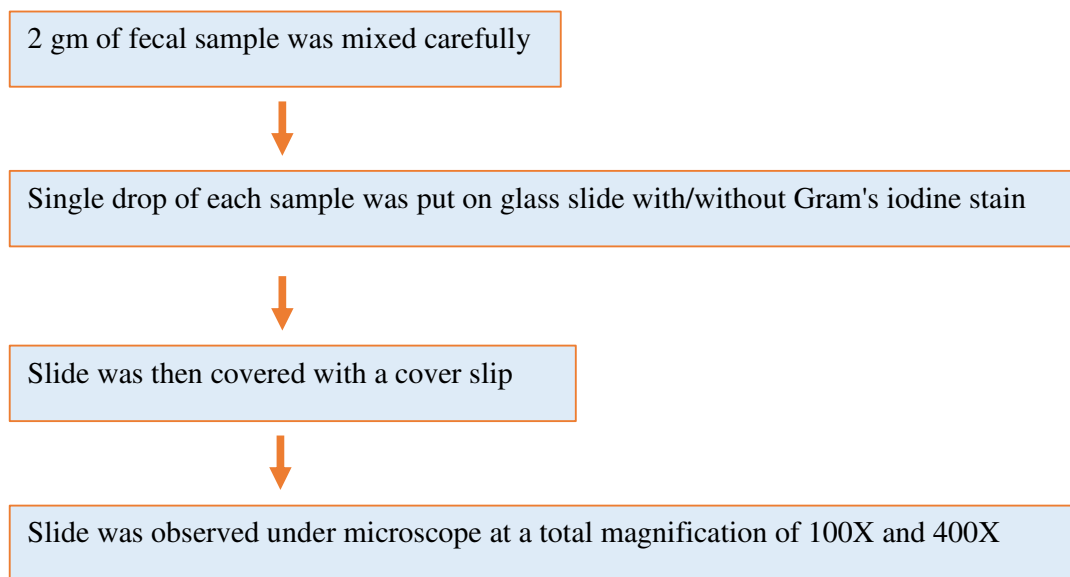 2 gm of fecal sample was mixed carefully
Single drop of each sample was put on glass slide with/without Gram's iodine stain
Slide was then covered with a cover slip
Slide was observed under microscope at a total magnification of 100X and 400X